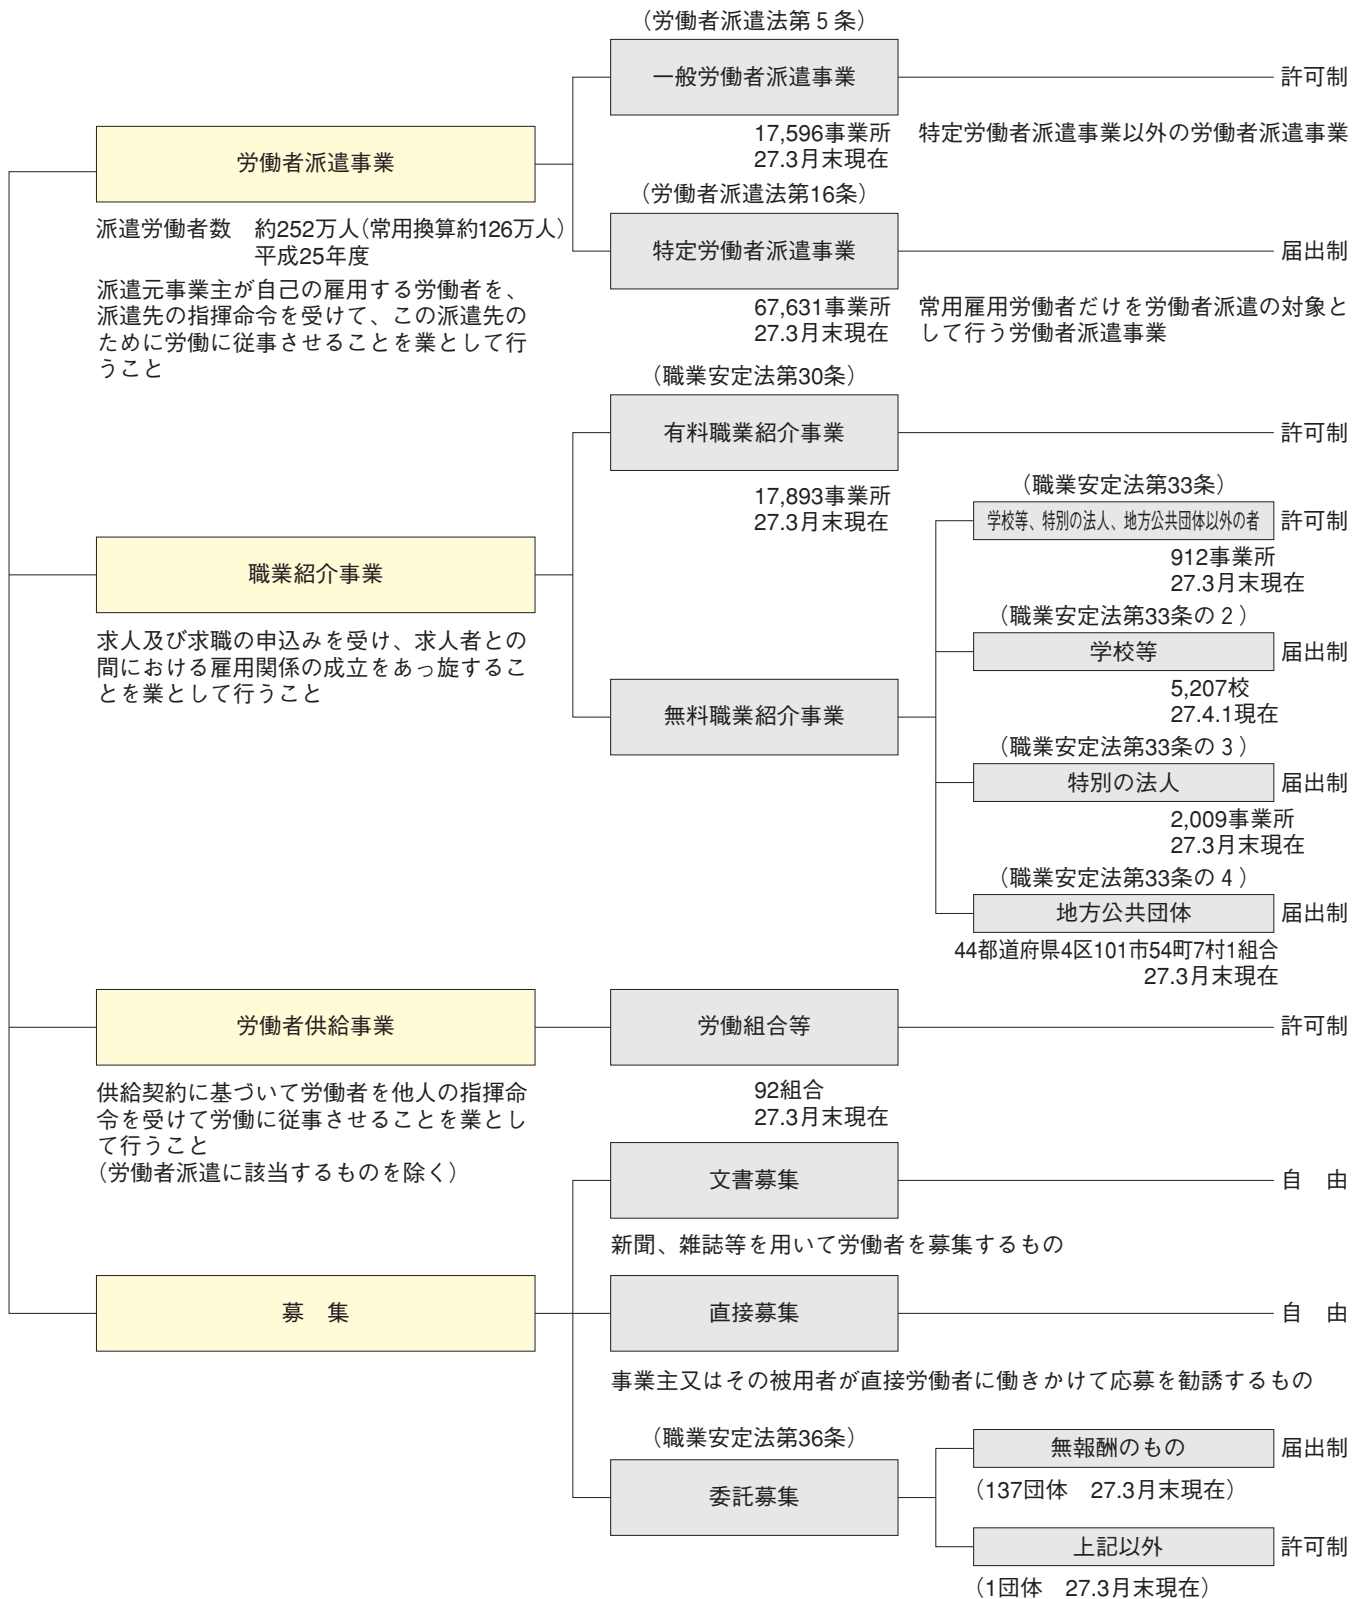 (労働者派遣法第5条)
一般労働者派遣事業
許可制
17,596事業所
27.3月末現在
特定労働者派遣事業以外の労働者派遣事業
労働者派遣事業
派遣労働者数　約252万人(常用換算約126万人)
平成25年度
派遣元事業主が自己の雇用する労働者を、
派遣先の指揮命令を受けて、この派遣先の
ために労働に従事させることを業として行
うこと
(労働者派遣法第16条)
特定労働者派遣事業
届出制
67,631事業所
27.3月末現在
常用雇用労働者だけを労働者派遣の対象と
して行う労働者派遣事業
(職業安定法第30条)
有料職業紹介事業
許可制
17,893事業所
27.3月末現在
職業紹介事業
求人及び求職の申込みを受け、求人者との
間における雇用関係の成立をあっ旋するこ
とを業として行うこと
無料職業紹介事業
(職業安定法第33条)
学校等、特別の法人、地方公共団体以外の者
許可制
912事業所
27.3月末現在
(職業安定法第33条の2)
学校等
届出制
5,207校
27.4.1現在
(職業安定法第33条の3)
特別の法人
届出制
2,009事業所
27.3月末現在
(職業安定法第33条の4)
地方公共団体
届出制
44都道府県4区101市54町7村1組合
27.3月末現在
労働者供給事業
労働組合等
許可制
供給契約に基づいて労働者を他人の指揮命
令を受けて労働に従事させることを業とし
て行うこと
(労働者派遣に該当するものを除く)
92組合
27.3月末現在
文書募集
自　由
新聞、雑誌等を用いて労働者を募集するもの
募　集
直接募集
自　由
事業主又はその被用者が直接労働者に働きかけて応募を勧誘するもの
(職業安定法第36条)
委託募集
無報酬のもの
届出制
(137団体　27.3月末現在)
上記以外
許可制
(1団体　27.3月末現在)